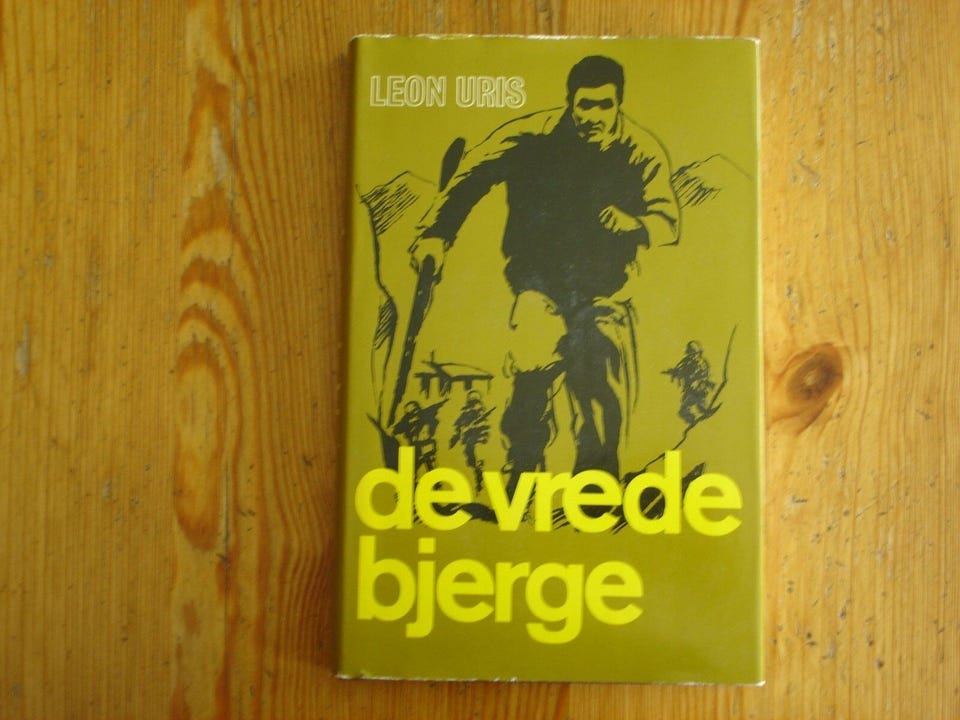 LEON URIS
de vrede
bjerge